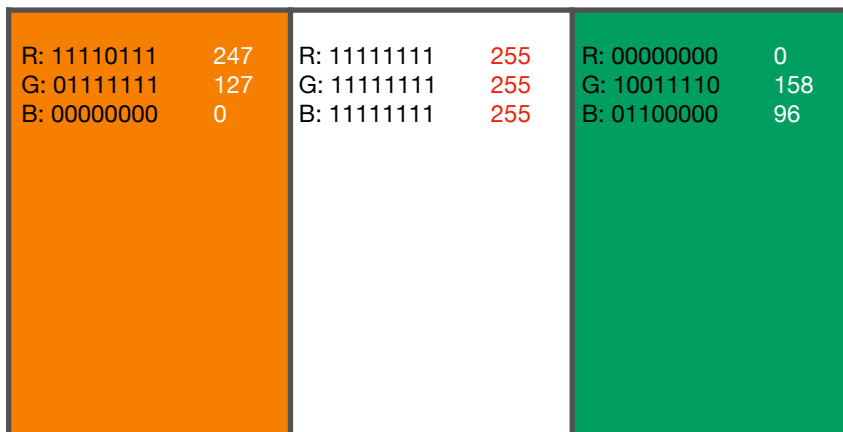 R: 11110111 247
G: 01111111 127
B: 00000000 0
R: 11111111 255
G: 11111111 255
B: 11111111 255
R: 00000000 0
G: 10011110 158
B: 01100000 96